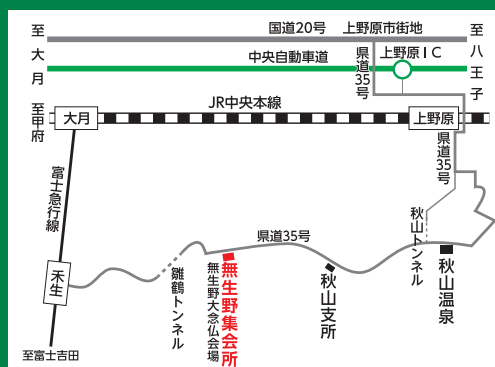 国道20号
上野原市街地
至大月
至八王子
中央自動車道
県道35号
上野原IC
至甲府
JR中央本線
大月
上野原
県道35号
富士急行線
秋山トンネル
県道35号
禾生
雛鶴トンネル
無生野大念仏会場
無生野集会所
秋山支所
秋山温泉
至富士吉田